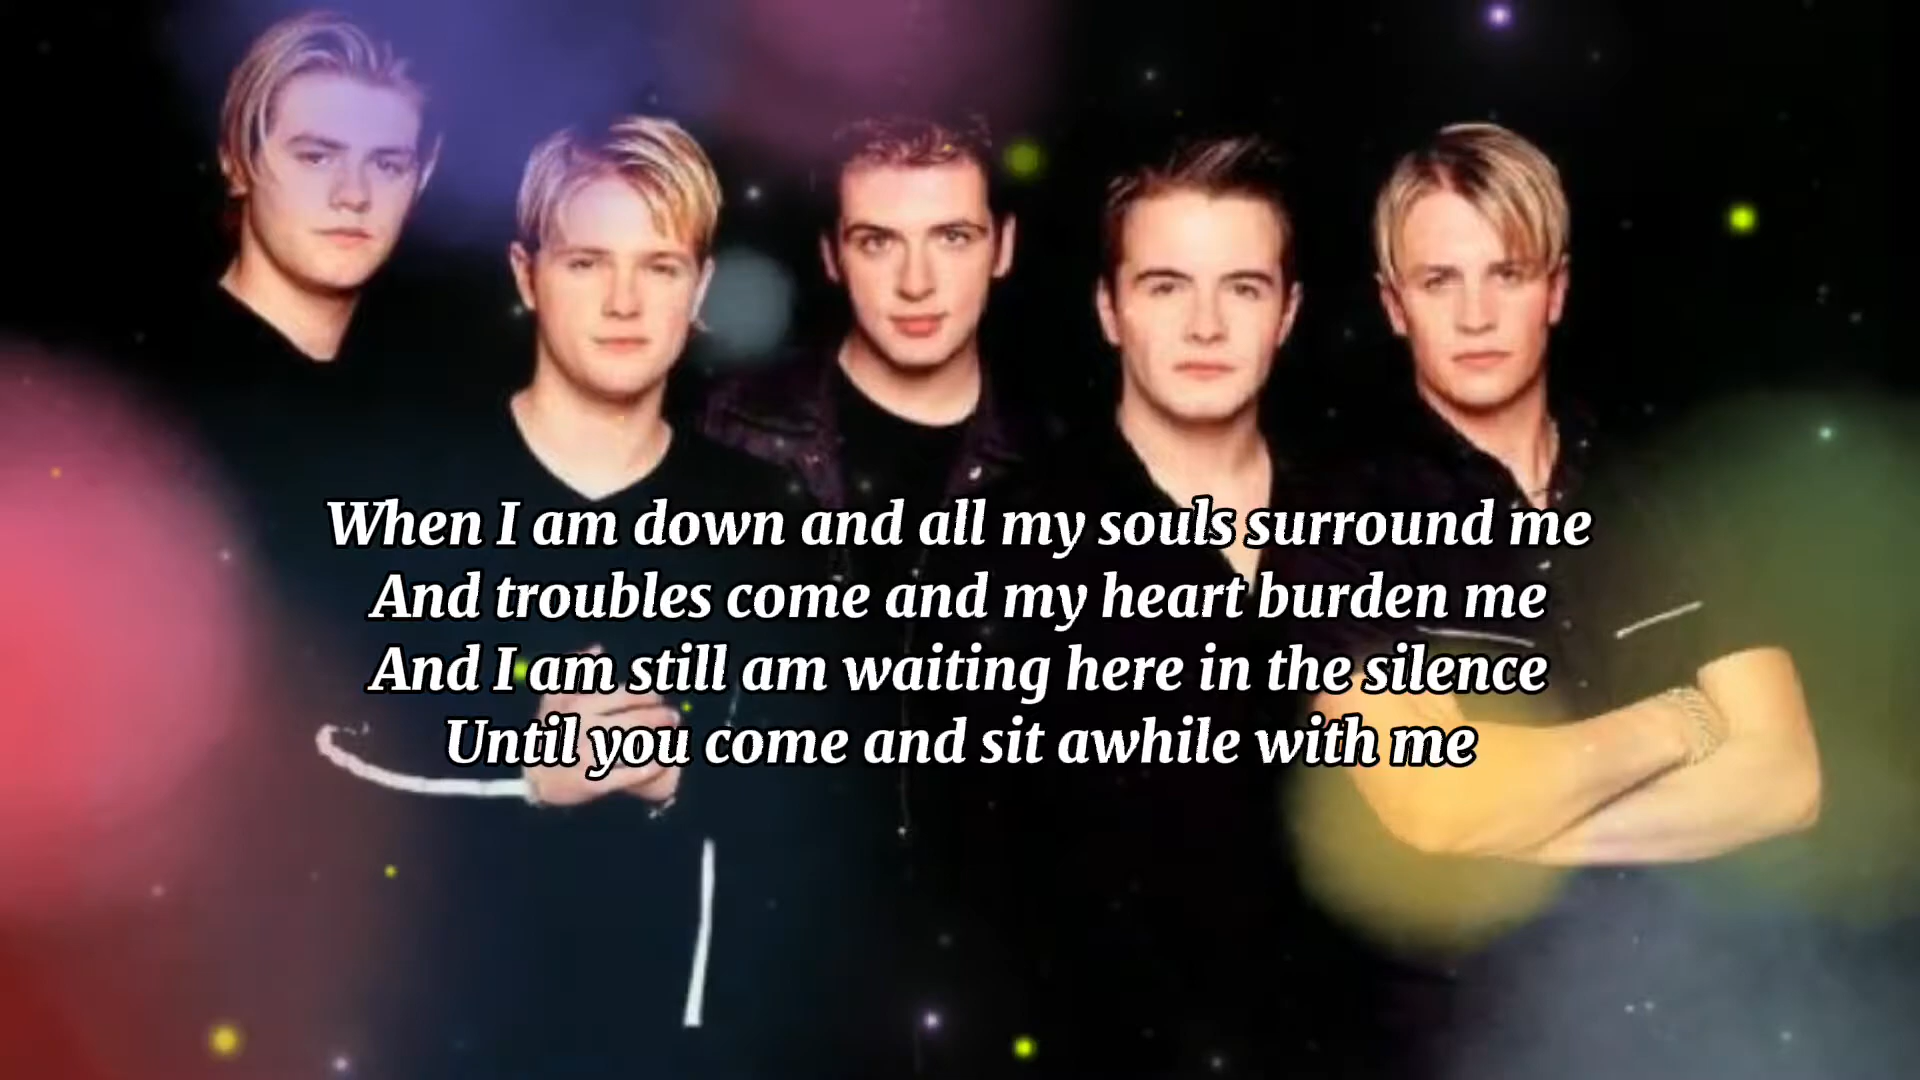 When I am down and all my souls surround me
And troubles come and my heart burden me
And I am still am waiting here in the silence
Until you come and sit awhile with me